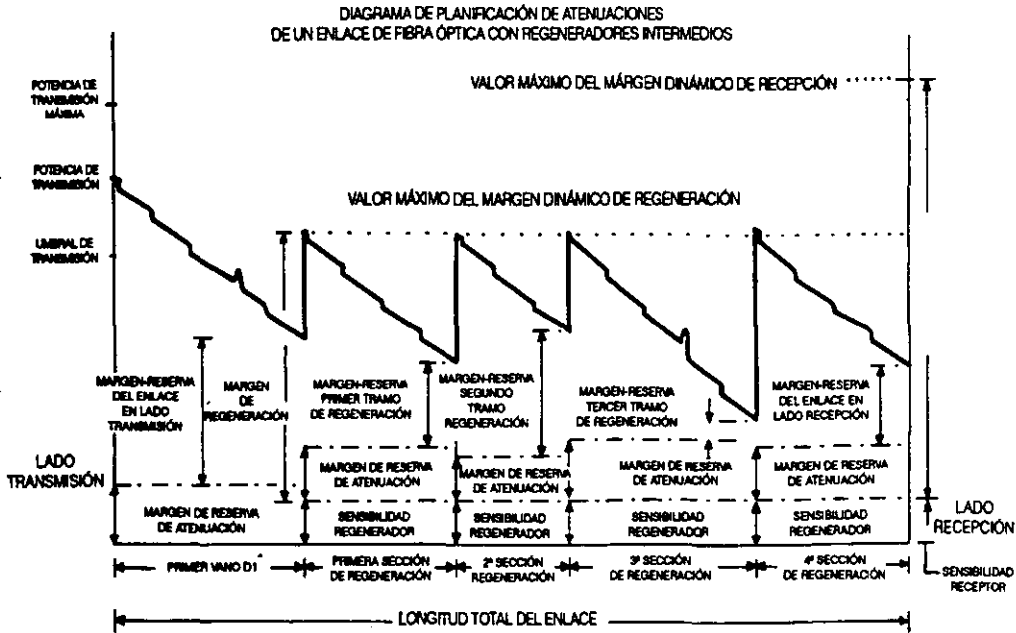 DIAGRAMA DE PLANIFICACIÓN DE ATENUACIONES
DE UN ENLACE DE FIBRA ÓPTICA CON REGENERADORES INTERMEDIOS
VALOR MÁXIMO DEL MÁRGEN DINÁMICO DE RECEPCIÓN
POTENCIA DE
TRANSMISIÓN
MÁXIMA
POTENCIA DE
TRANSMISIÓN
VALOR MÁXIMO DEL MARGEN DINÁMICO DE REGENERACIÓN
UMBRAL DE
TRANSMISIÓN
MARGEN-RESERVA
DEL ENLACE
EN LADO
TRANSMISIÓN
MARGEN
DE
REGENERACIÓN
MARGEN-RESERVA
PRIMER TRAMO
DE REGENERACIÓN
MARGEN-RESERVA
SEGUNDO
TRAMO
REGENERACIÓN
MARGEN-RESERVA
TERCER TRAMO
DE REGENERACIÓN
MARGEN-RESERVA
DEL ENLACE EN
LADO RECEPCIÓN
LADO
TRANSMISIÓN
MARGEN DE RESERVA
DE ATENUACIÓN
MARGEN DE RESERVA
DE ATENUACIÓN
MARGEN DE RESERVA
DE ATENUACIÓN
MARGEN DE RESERVA
DE ATENUACIÓN
MARGEN DE RESERVA
DE ATENUACIÓN
SENSIBILIDAD
REGENERADOR
SENSIBILIDAD
REGENERADOR
SENSIBILIDAD
REGENERADOR
SENSIBILIDAD
REGENERADOR
LADO
RECEPCIÓN
PRIMER VANO D1
PRIMERA SECCIÓN
DE REGENERACIÓN
2ª SECCIÓN
REGENERACIÓN
3ª SECCIÓN
DE REGENERACIÓN
4ª SECCIÓN
DE REGENERACIÓN
SENSIBILIDAD
RECEPTOR
LONGITUD TOTAL DEL ENLACE